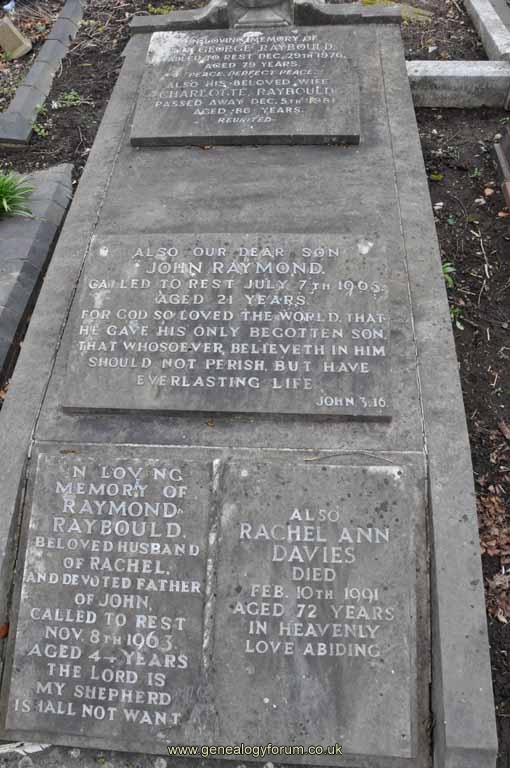 IN LOVING MEMORY OF
GEORGE RAYBOULD,
CALLED TO REST DEC. 29TH 1976,
AGED 79 YEARS.
PEACE, PERFECT PEACE.
ALSO HIS BELOVED WIFE
CHARLOTTE RAYBOULD
PASSED AWAY DEC. 5TH 1981
AGED 86 YEARS.
REUNITED
ALSO OUR DEAR SON
JOHN RAYMOND.
CALLED TO REST JULY 7TH 1965.
AGED 21 YEARS.
FOR GOD SO LOVED THE WORLD, THAT
HE GAVE HIS ONLY BEGOTTEN SON,
THAT WHOSOEVER, BELIEVETH IN HIM
SHOULD NOT PERISH, BUT HAVE
EVERLASTING LIFE
JOHN 3.16.
IN LOVING
MEMORY OF
RAYMOND
RAYBOULD.
BELOVED HUSBAND
OF RACHEL,
AND DEVOTED FATHER
OF JOHN,
CALLED TO REST
NOV. 8TH 1963
AGED 44 YEARS
THE LORD IS
MY SHEPHERD
I SHALL NOT WANT
ALSO
RACHEL ANN
DAVIES
DIED
FEB. 10TH 1991
AGED 72 YEARS
IN HEAVENLY
LOVE ABIDING
www.genealogyforum.co.uk